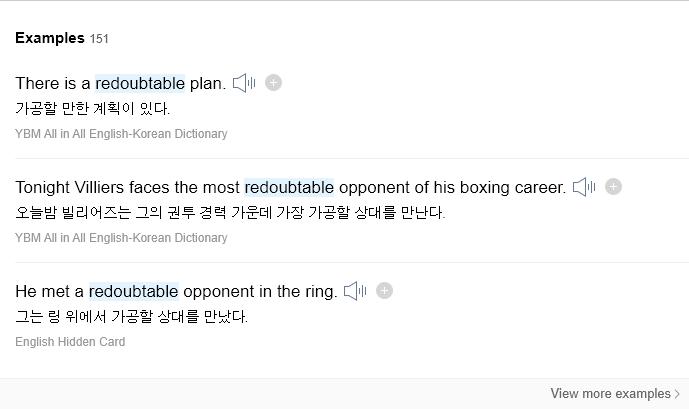 Examples 151
There is a redoubtable plan.
가공할 만한 계획이 있다.
YBM All in All English-Korean Dictionary
Tonight Villiers faces the most redoubtable opponent of his boxing career.
오늘밤 빌리어즈는 그의 권투 경력 가운데 가장 가공할 상대를 만난다.
YBM All in All English-Korean Dictionary
He met a redoubtable opponent in the ring.
그는 링 위에서 가공할 상대를 만났다.
English Hidden Card
View more examples